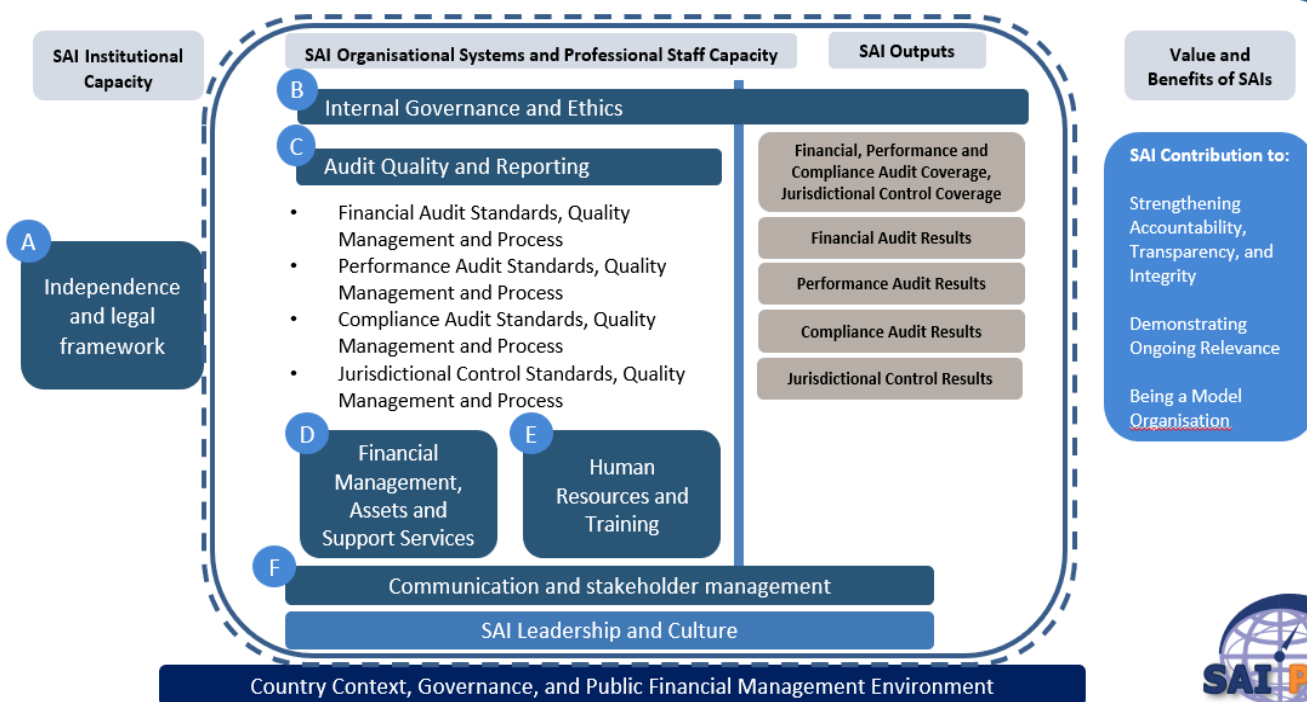 SAI Institutional
Capacity
SAI Organisational Systems and Professional Staff Capacity
SAI Outputs
Value and
Benefits of SAIs
B
Internal Governance and Ethics
C
Audit Quality and Reporting
• Financial Audit Standards, Quality
Management and Process
• Performance Audit Standards, Quality
Management and Process
• Compliance Audit Standards, Quality
Management and Process
• Jurisdictional Control Standards, Quality
Management and Process
Financial, Performance and
Compliance Audit Coverage,
Jurisdictional Control Coverage
Financial Audit Results
Performance Audit Results
Compliance Audit Results
Jurisdictional Control Results
A
Independence
and legal
framework
SAI Contribution to:
Strengthening
Accountability,
Transparency, and
Integrity
Demonstrating
Ongoing Relevance
Being a Model
Organisation
D
Financial
Management,
Assets and
Support Services
E
Human
Resources and
Training
F
Communication and stakeholder management
SAI Leadership and Culture
Country Context, Governance, and Public Financial Management Environment
SAI P